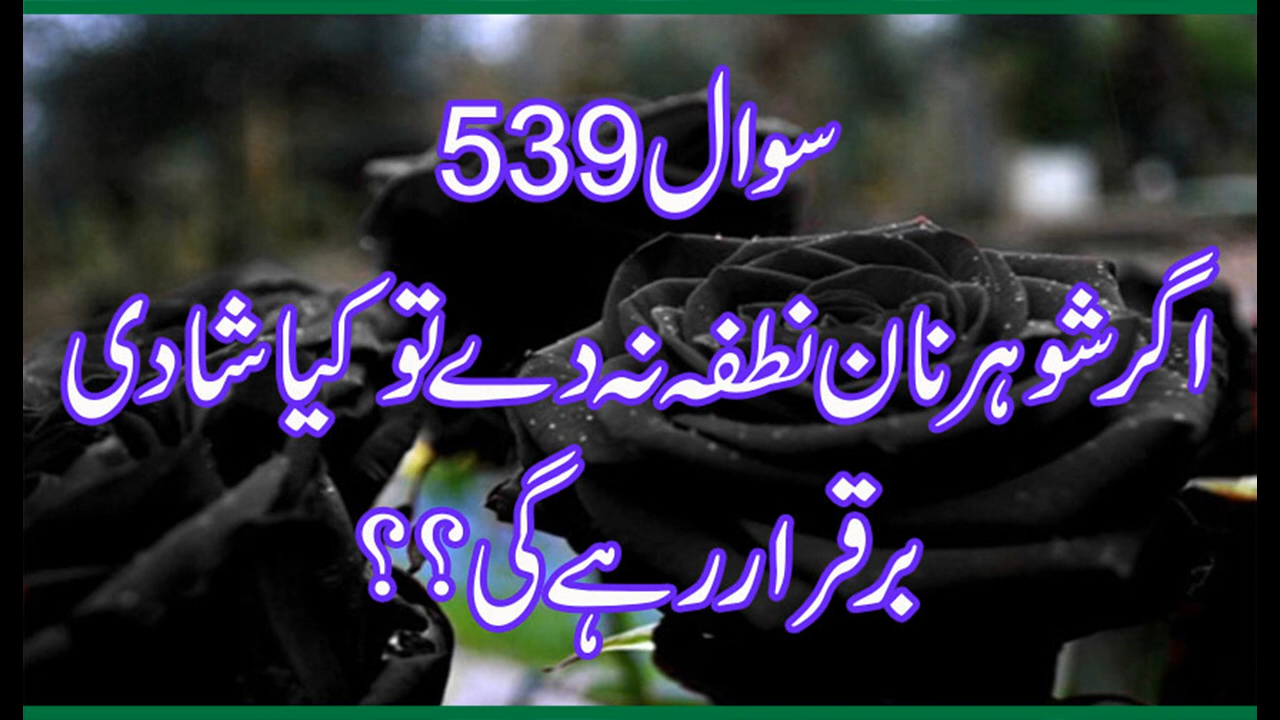 سوال 539
اگر شوہر نان نطفہ نہ دے تو کیا شادی
برقرار رہے گی؟؟